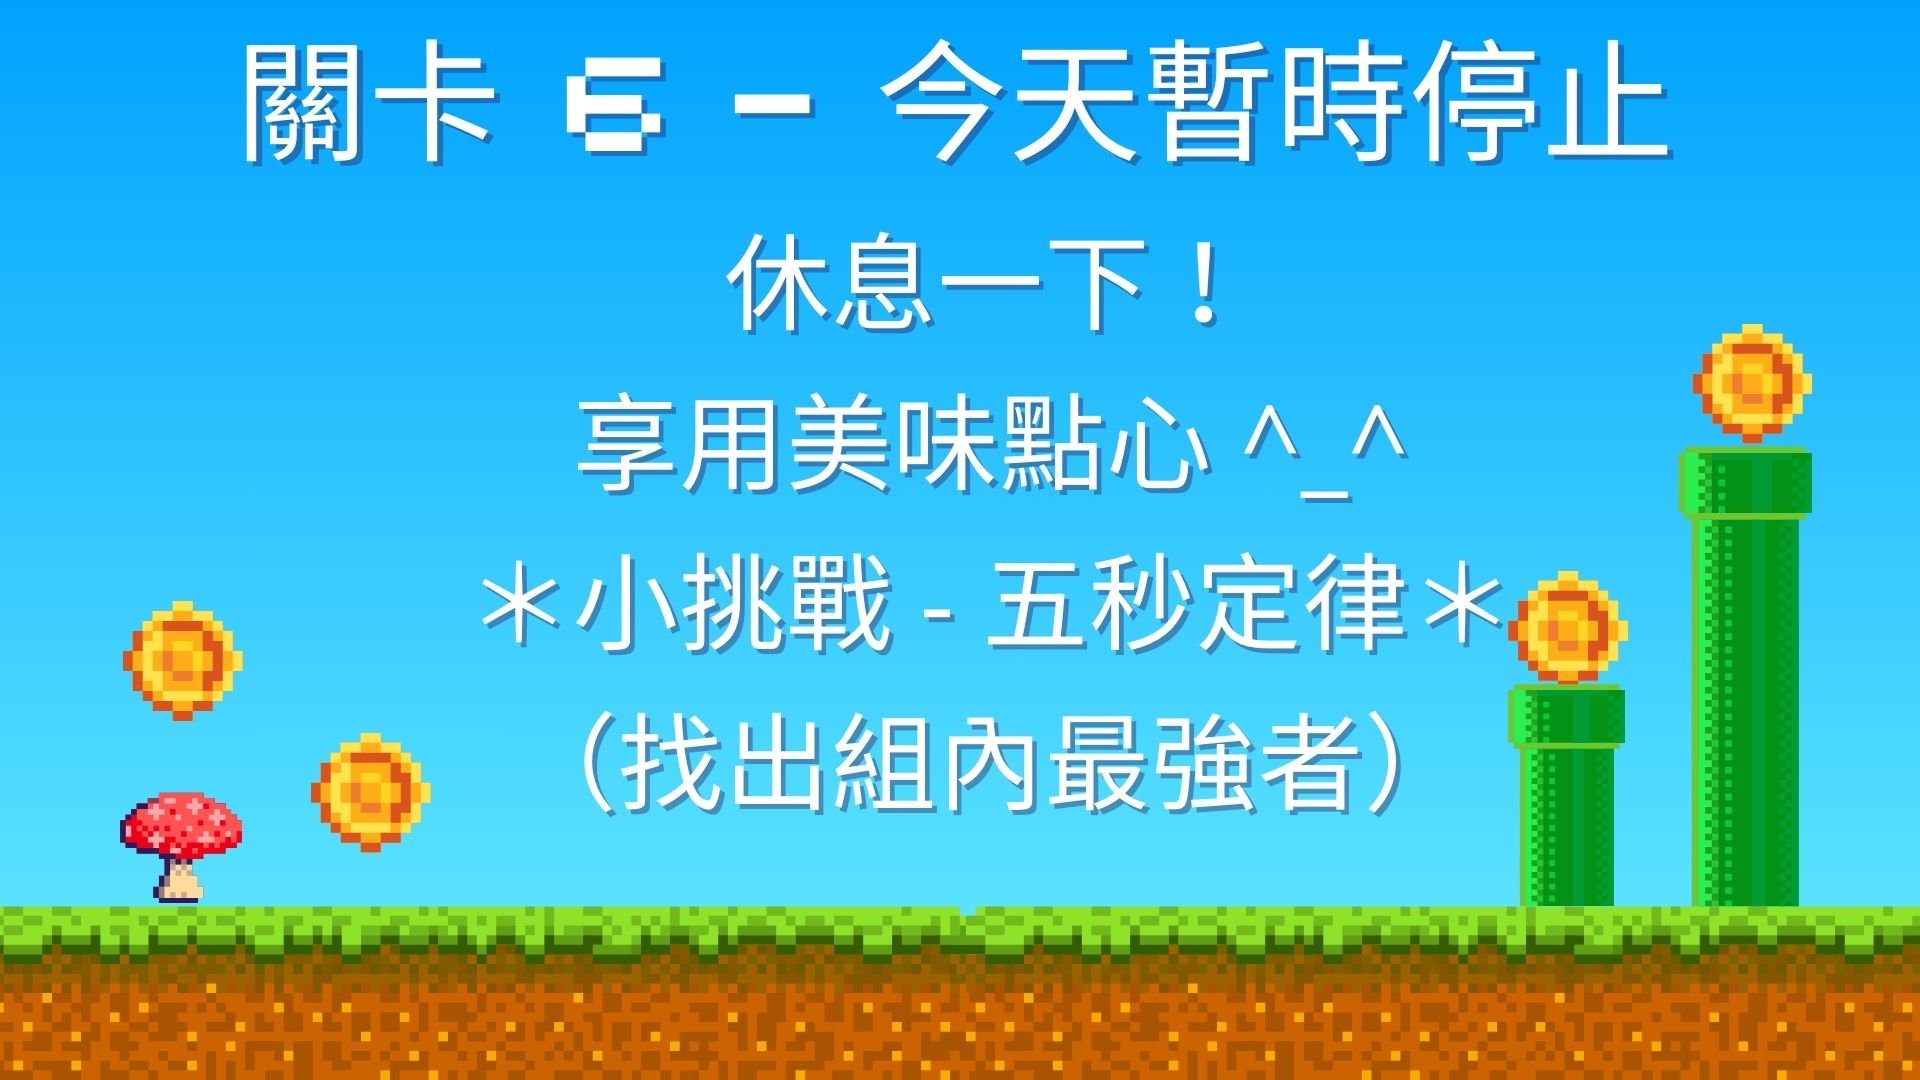 關卡 6 - 今天暫時停止
休息一下！
享用美味點心 ^_^
＊小挑戰 - 五秒定律＊
（找出組內最強者）